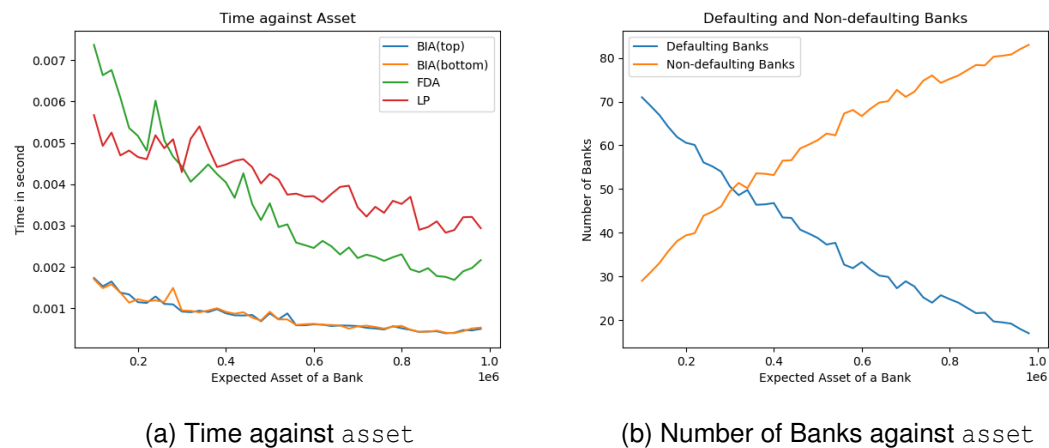 Time against Asset
BIA(top)
BIA(bottom)
FDA
LP
0.007
0.006
0.005
0.004
0.003
0.002
0.001
Time in second
0.2
0.4
0.6
0.8
1.0
1e6
Expected Asset of a Bank
(a) Time against asset
Defaulting and Non-defaulting Banks
Defaulting Banks
Non-defaulting Banks
80
70
60
50
40
30
20
Number of Banks
0.2
0.4
0.6
0.8
1.0
1e6
Expected Asset of a Bank
(b) Number of Banks against asset